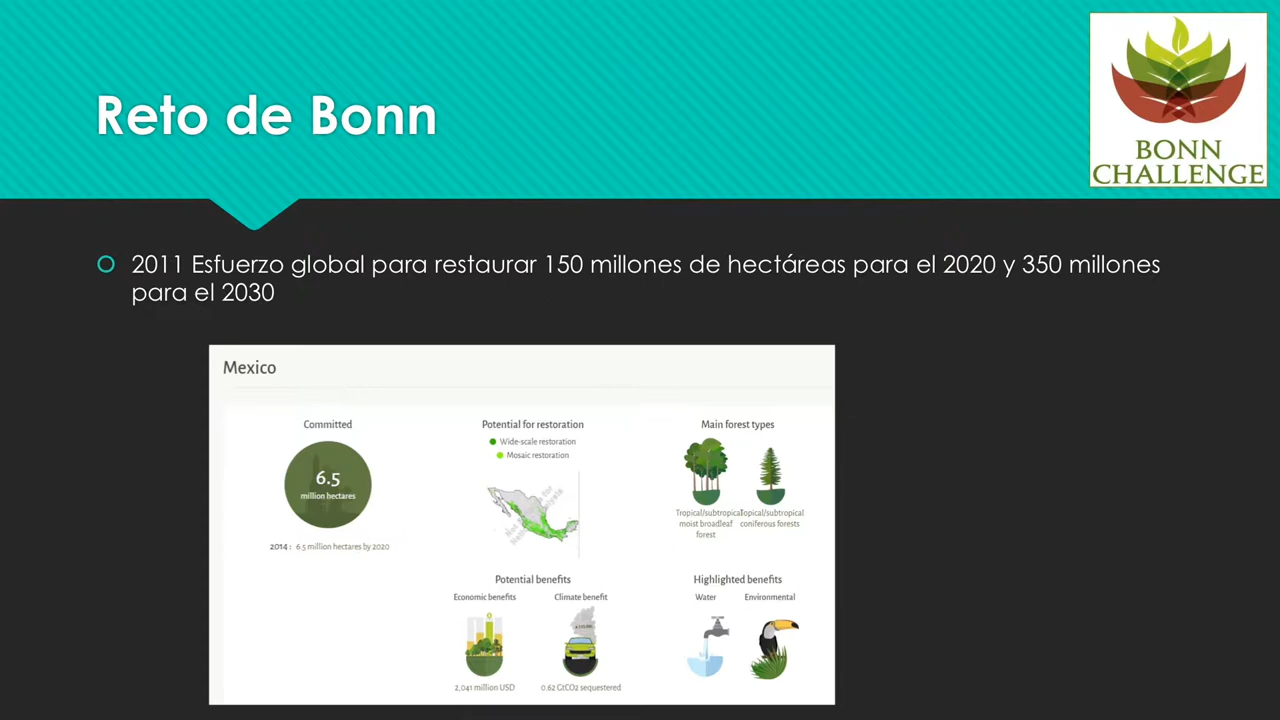 Reto de Bonn
BONN
CHALLENGE
2011 Esfuerzo global para restaurar 150 millones de hectáreas para el 2020 y 350 millones
para el 2030
Mexico
Committed
6.5
million hectares
2014 : 6.5 million hectares by 2020
Potential for restoration
Wide-scale restoration
Mosaic restoration
Main forest types
Tropical/subtropical
moist broadleaf
forest
Topical/subtropical
coniferous forests
Potential benefits
Economic benefits
Climate benefit
2,041 million USD
0.62 GtCO2 sequestered
Highlighted benefits
Water
Environmental